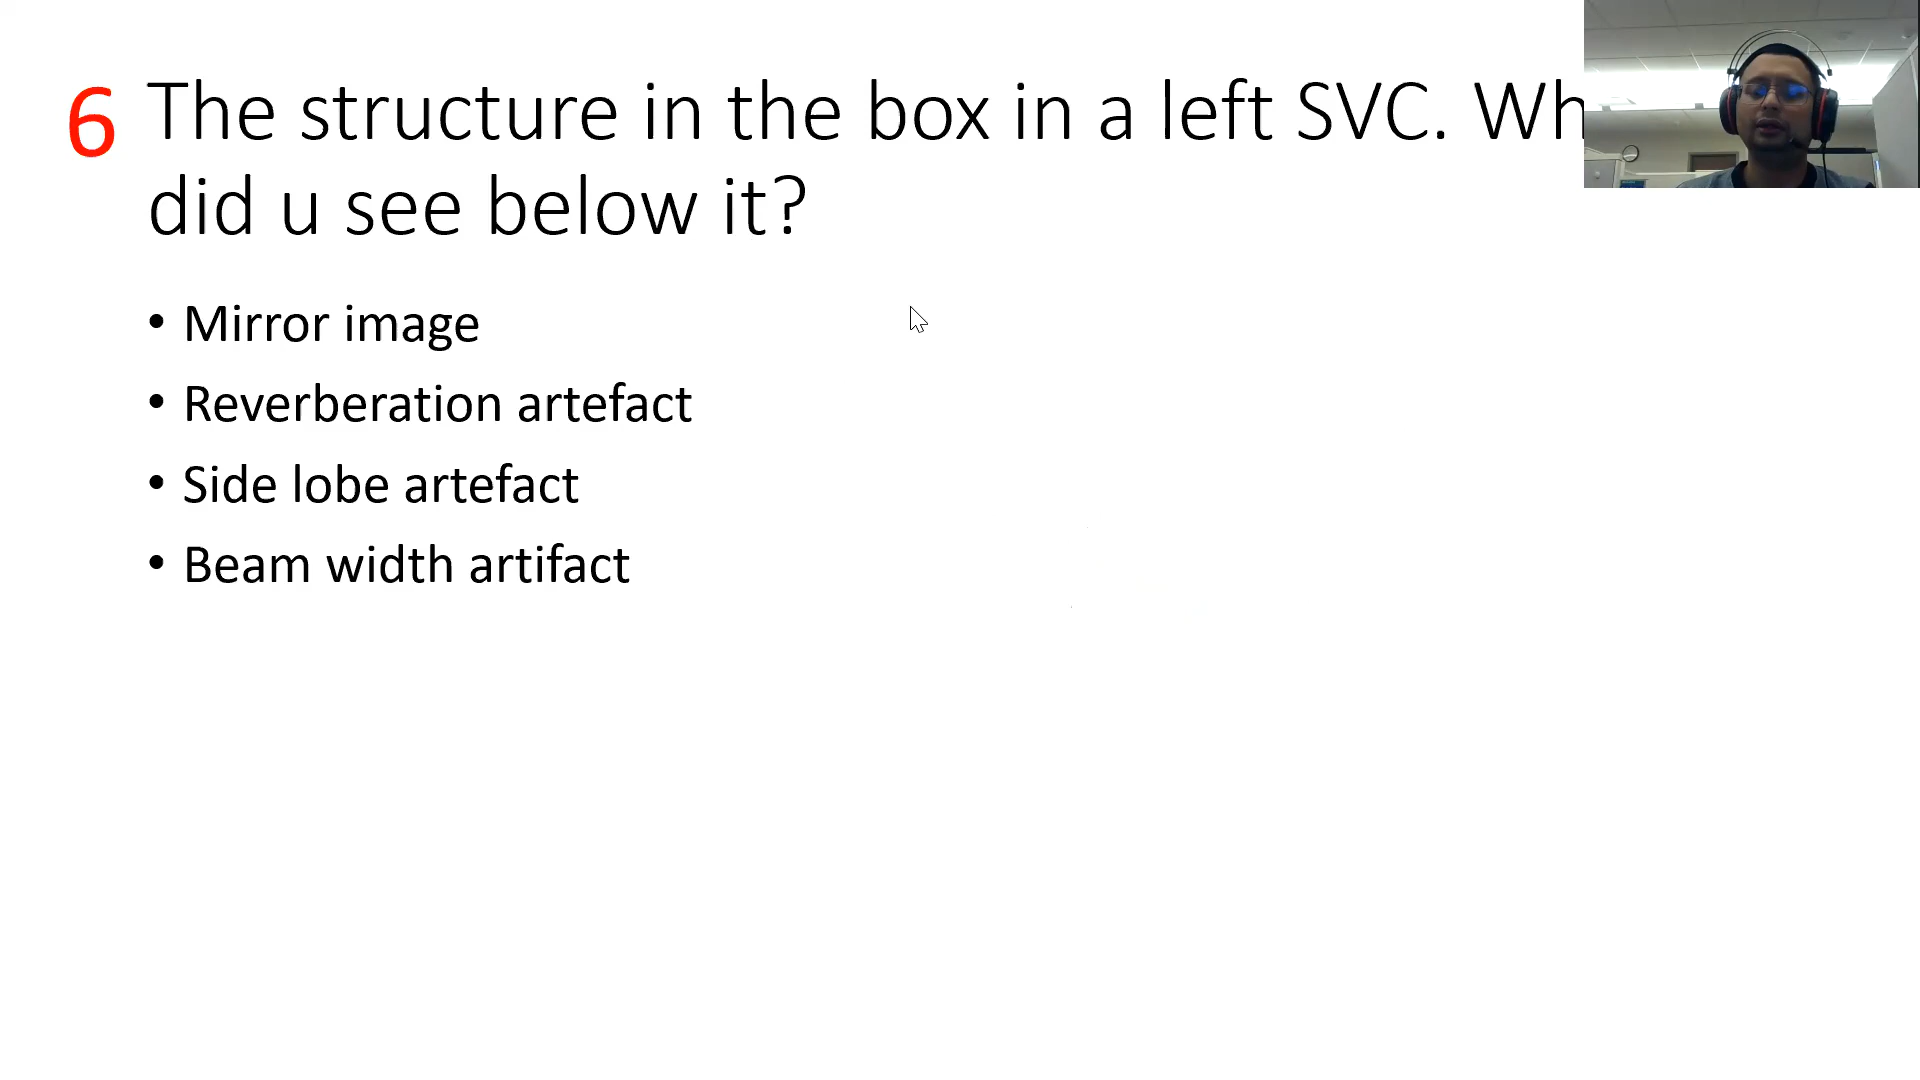 6 The structure in the box in a left SVC. Wh
did u see below it?
• Mirror image
• Reverberation artefact
• Side lobe artefact
• Beam width artifact